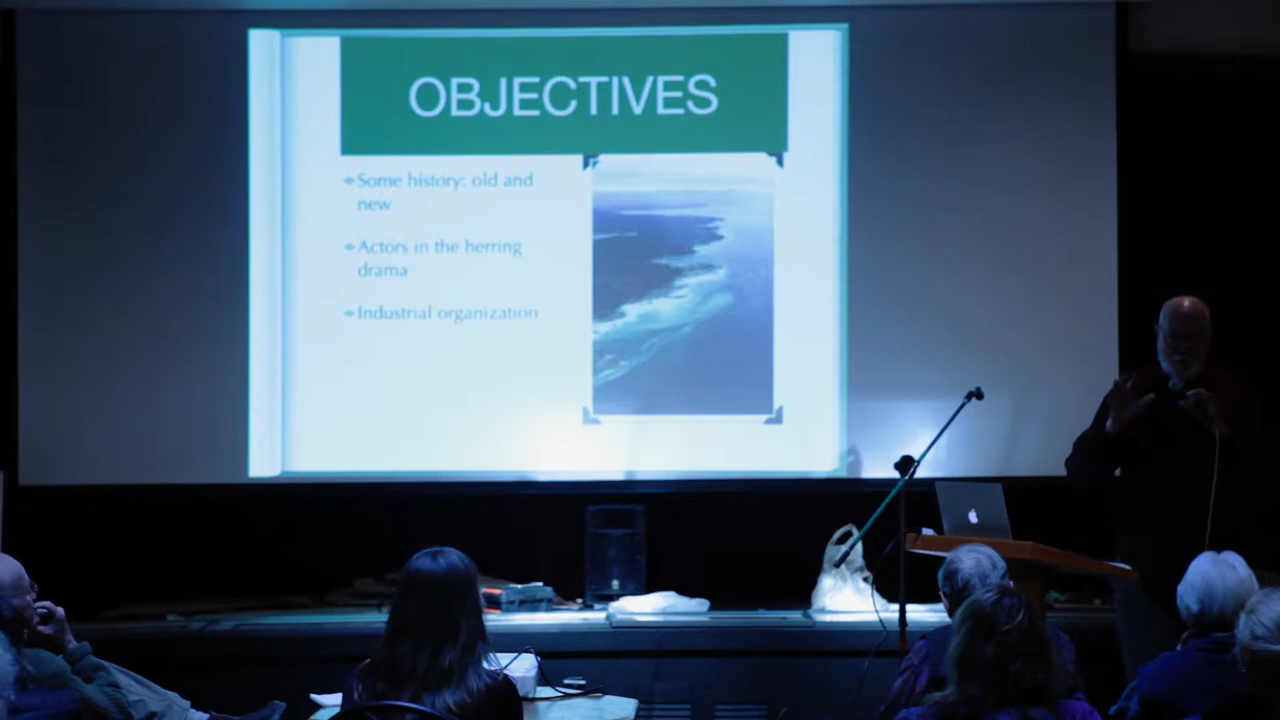 OBJECTIVES
Some history: old and
new
Actors in the herring
drama
Industrial organization